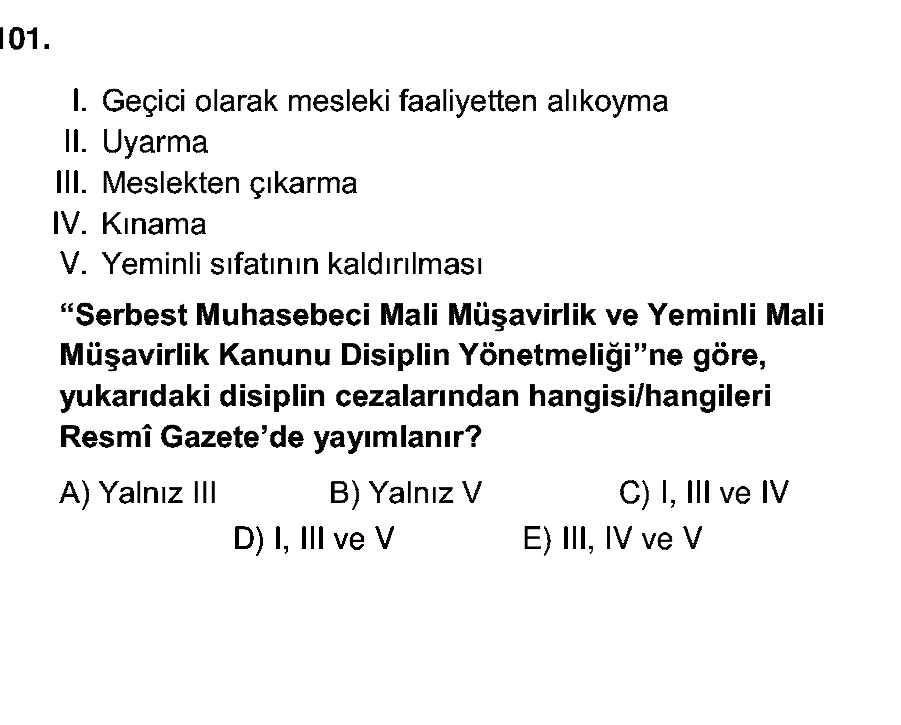 101.
I. Geçici olarak mesleki faaliyetten alıkoyma
II. Uyarma
III. Meslekten çıkarma
IV. Kınama
V. Yeminli sıfatının kaldırılması
“Serbest Muhasebeci Mali Müşavirlik ve Yeminli Mali
Müşavirlik Kanunu Disiplin Yönetmeliği”ne göre,
yukarıdaki disiplin cezalarından hangisi/hangileri
Resmî Gazete’de yayımlanır?
A) Yalnız III B) Yalnız V C) I, III ve IV
D) I, III ve V E) III, IV ve V